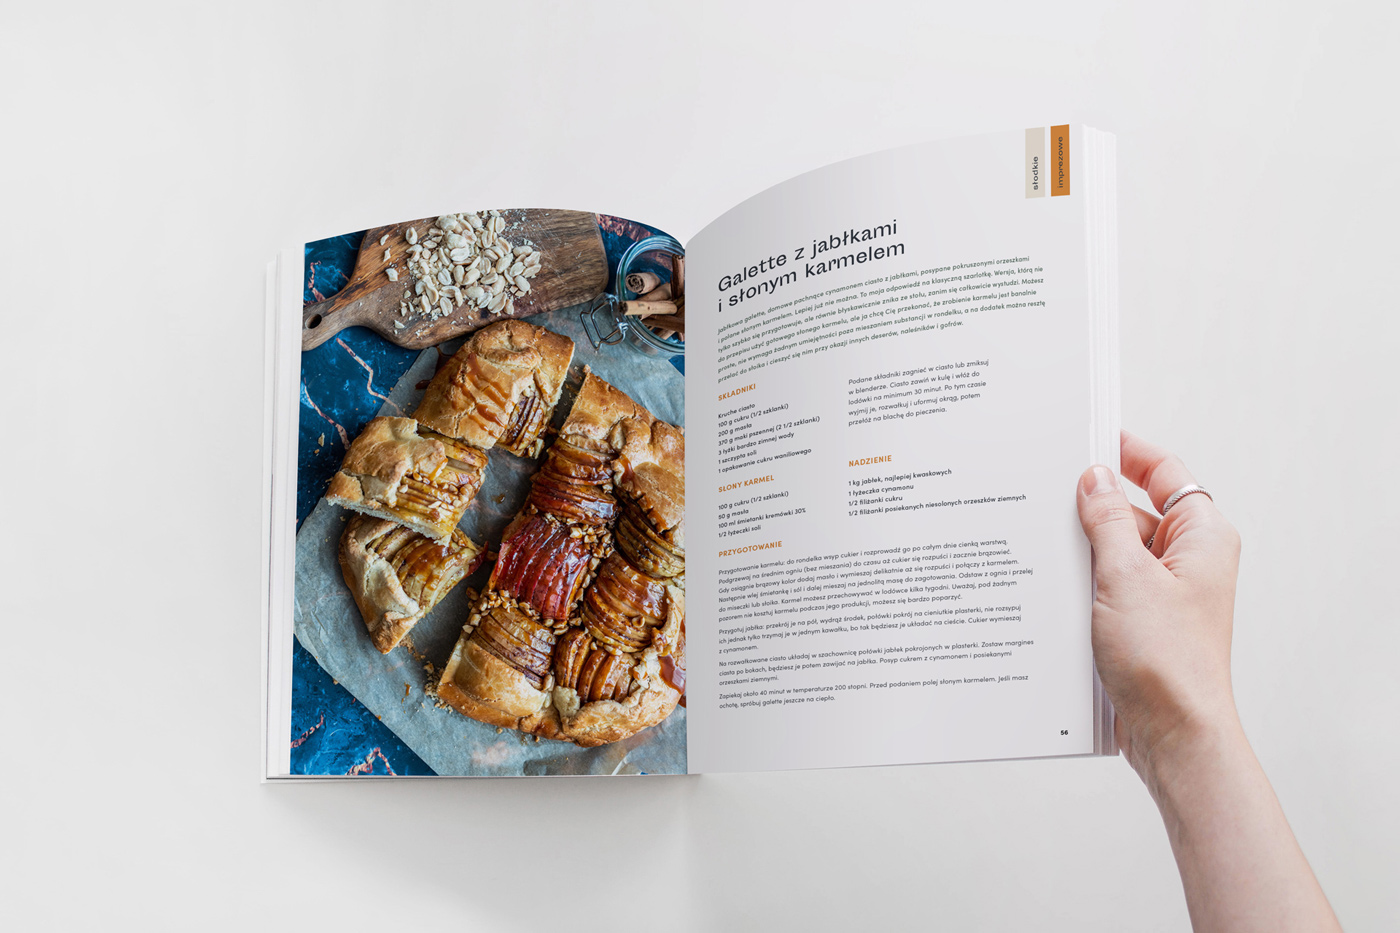 słodkie
imprezowe
Galette z jabłkami
i słonym karmelem
Jabłkowa galette, domowe pachnące cynamonem ciasto z jabłkami, posypane pokruszonymi orzeszkami
i polane słonym karmelem. Lepiej już nie można. To moja odpowiedź na klasyczną szarlotkę. Wersja, którą nie
tylko szybko się przygotowuje, ale równie błyskawicznie znika ze stołu, zanim się całkowicie wystudzi. Możesz
do przepisu użyć gotowego słonego karmelu, ale ja chcę Cię przekonać, że zrobienie karmelu jest banalnie
proste, nie wymaga żadnym umiejętności poza mieszaniem substancji w rondelku, a na dodatek można resztę
przelać do słoika i cieszyć się nim przy okazji innych deserów, naleśników i gofrów.
SKŁADNIKI
Kruche ciasto
100 g cukru (1/2 szklanki)
200 g masła
370 g mąki pszennej (2 1/2 szklanki)
3 łyżki bardzo zimnej wody
1 szczypta soli
1 opakowanie cukru waniliowego
SŁONY KARMEL
100 g cukru (1/2 szklanki)
50 g masła
100 ml śmietanki kremówki 30%
1/2 łyżeczki soli
Podane składniki zagnieć w ciasto lub zmiksuj
w blenderze. Ciasto zawiń w kulę i włóż do
lodówki na minimum 30 minut. Po tym czasie
wyjmij je, rozwałkuj i uformuj okrąg, potem
przełóż na blachę do pieczenia.
NADZIENIE
1 kg jabłek, najlepiej kwaskowych
1 łyżeczka cynamonu
1/2 filiżanki cukru
1/2 filiżanki posiekanych niesolonych orzeszków ziemnych
PRZYGOTOWANIE
Przygotowanie karmelu: do rondelka wsyp cukier i rozprowadź go po całym dnie cienką warstwą.
Podgrzewaj na średnim ogniu (bez mieszania) do czasu aż cukier się rozpuści i zacznie brązowieć.
Gdy osiągnie brązowy kolor dodaj masło i wymieszaj delikatnie aż się rozpuści i połączy z karmelem.
Następnie wlej śmietankę i sól i dalej mieszaj na jednolitą masę do zagotowania. Odstaw z ognia i przelej
do miseczki lub słoika. Karmel możesz przechowywać w lodówce kilka tygodni. Uważaj, pod żadnym
pozorem nie kosztuj karmelu podczas jego produkcji, możesz się bardzo poparzyć.
Przygotuj jabłka: przekrój je na pół, wydrąż środek, połówki pokrój na cieniutkie plasterki, nie rozsypuj
ich jednak tylko trzymaj je w jednym kawałku, bo tak będziesz je układać na cieście. Cukier wymieszaj
z cynamonem.
Na rozwałkowane ciasto układaj w szachownicę połówki jabłek pokrojonych w plasterki. Zostaw margines
ciasta po bokach, będziesz je potem zawijać na jabłka. Posyp cukrem z cynamonem i posiekanymi
orzeszkami ziemnymi.
Zapiekaj około 40 minut w temperaturze 200 stopni. Przed podaniem polej słonym karmelem. Jeśli masz
ochotę, spróbuj galette jeszcze na ciepło.
56